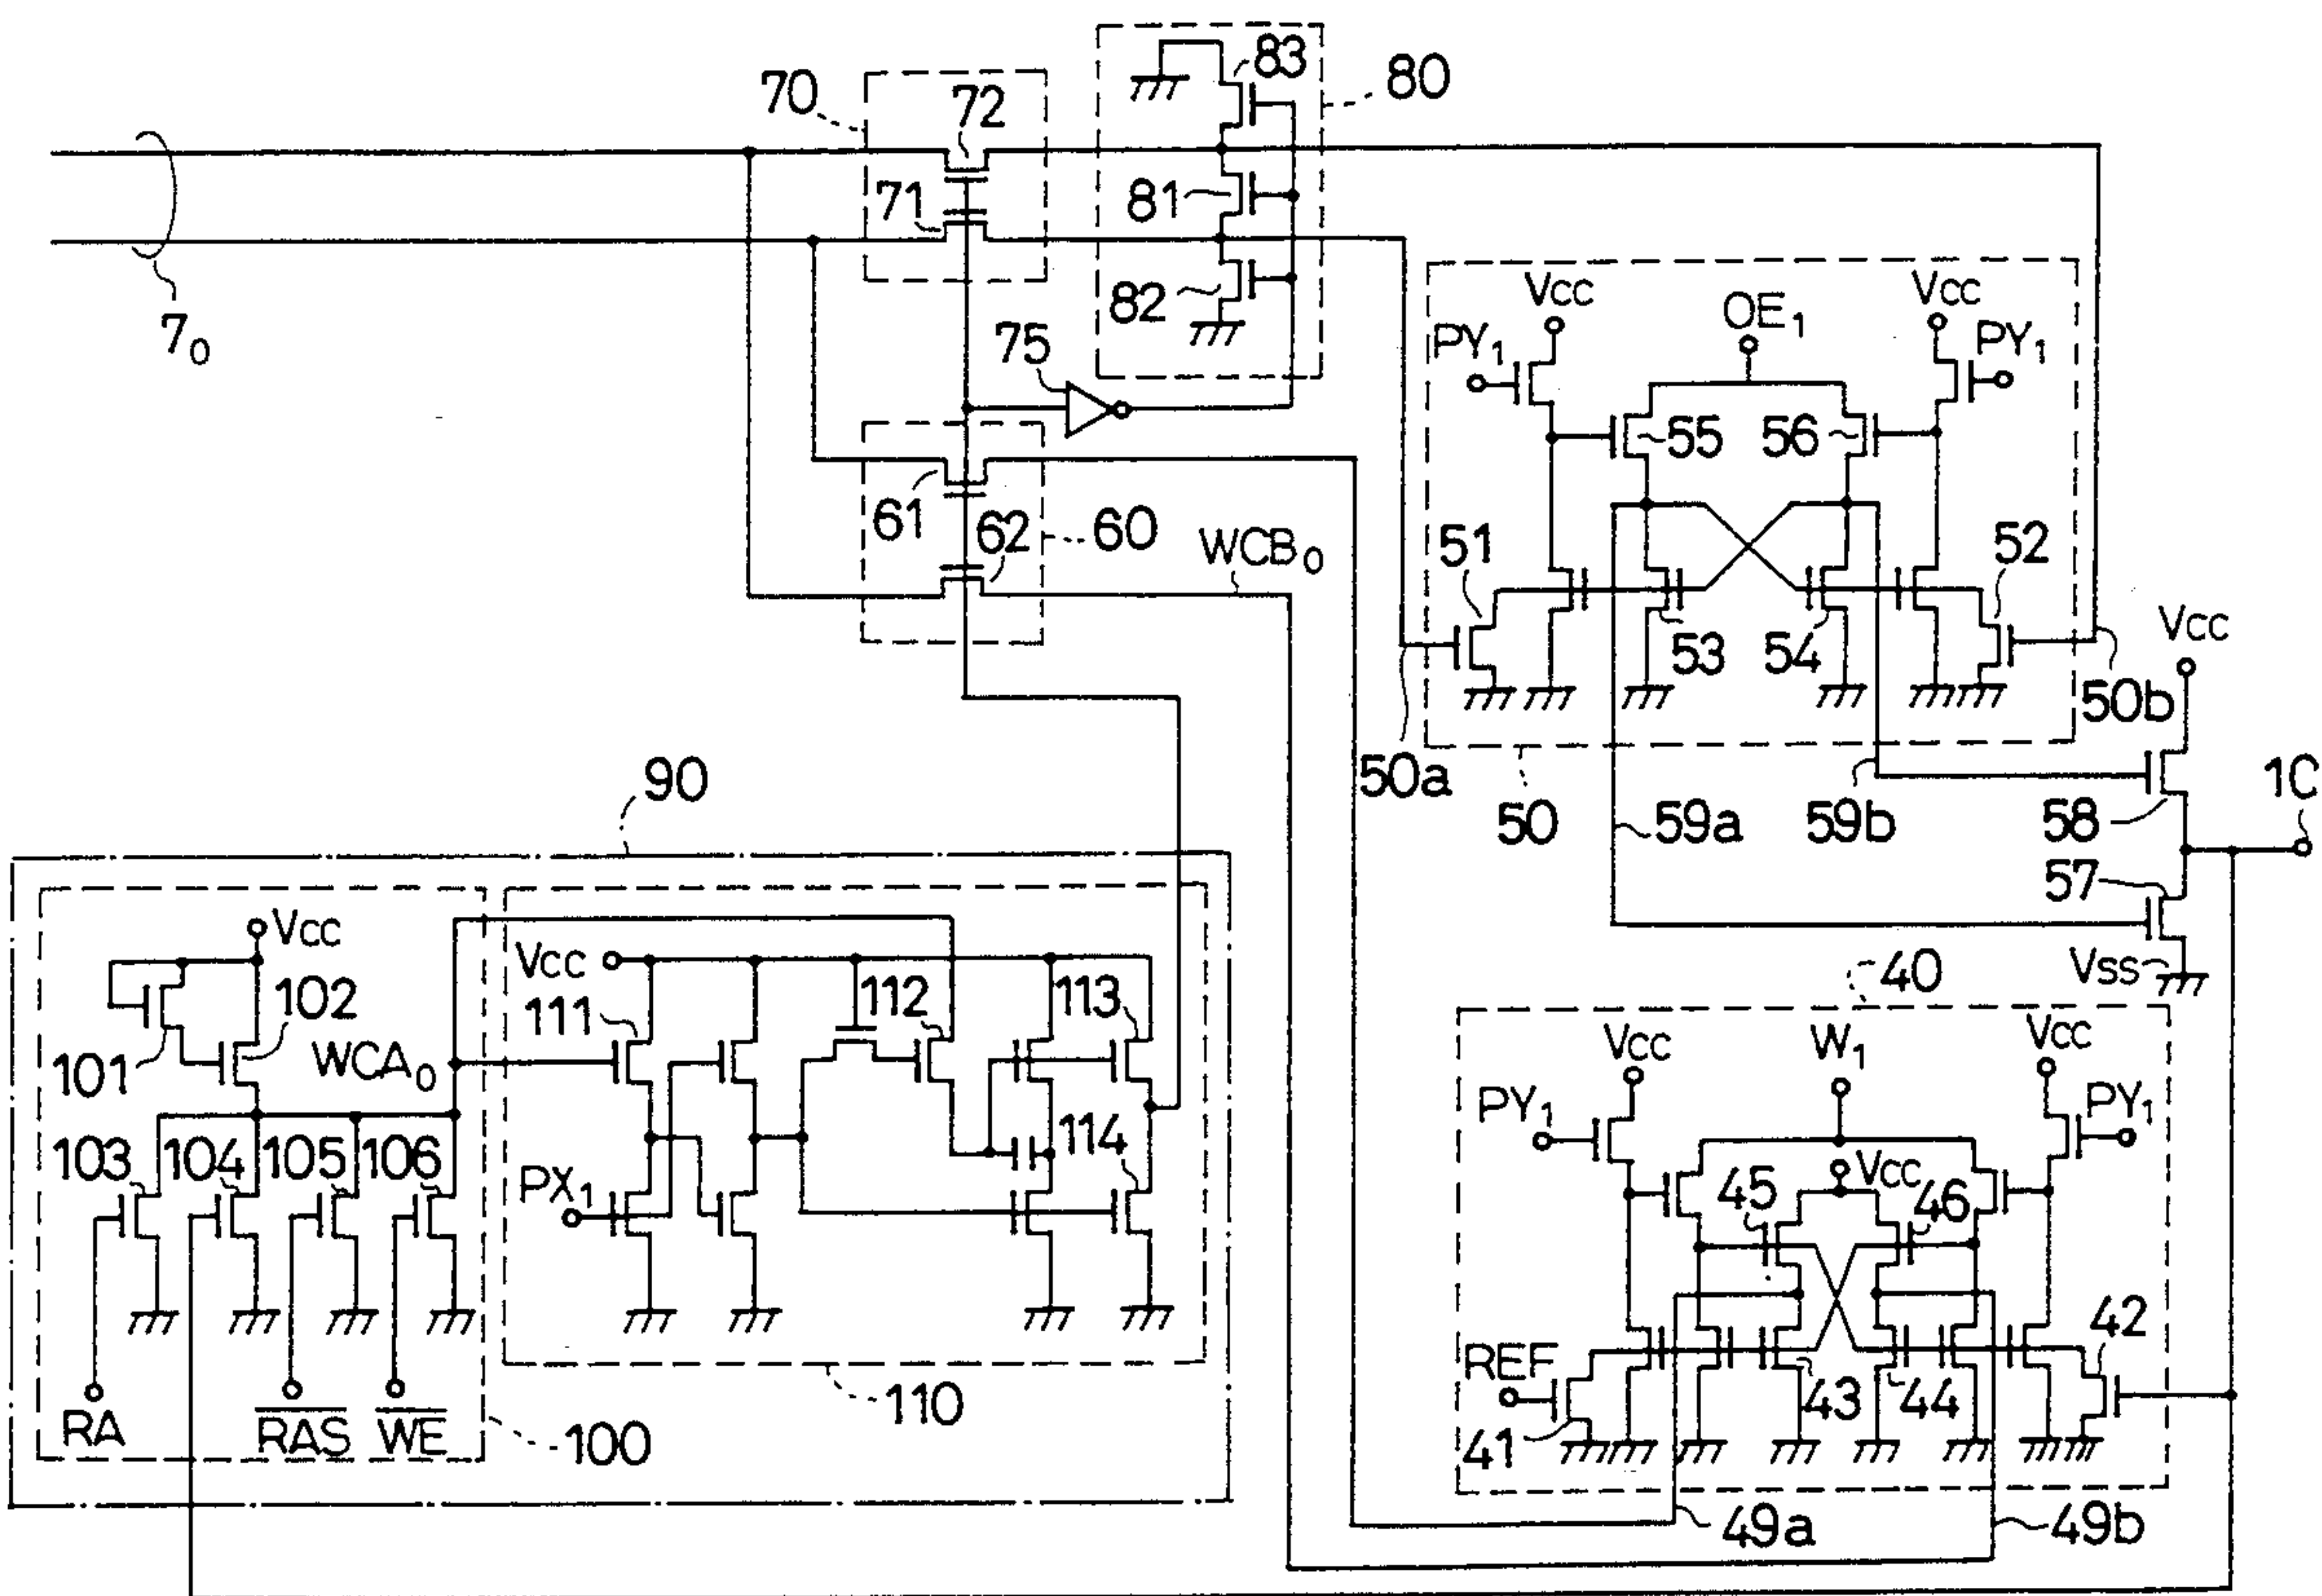 83
70
72
80
71
81
82
7₀
75
VCC
OE₁
VCC
PY₁
PY₁
55
56
61
62
60
WCB₀
51
52
53
54
VCC
50b
50a
50
59a
59b
58
1C
57
VSS
90
VCC
102
101
WCA₀
103
104
105
106
RA
R̅A̅S̅
W̅E̅
100
VCC
111
112
113
114
PX₁
110
40
VCC
W₁
VCC
PY₁
PY₁
VCC
45
46
REF
41
43
44
42
49a
49b